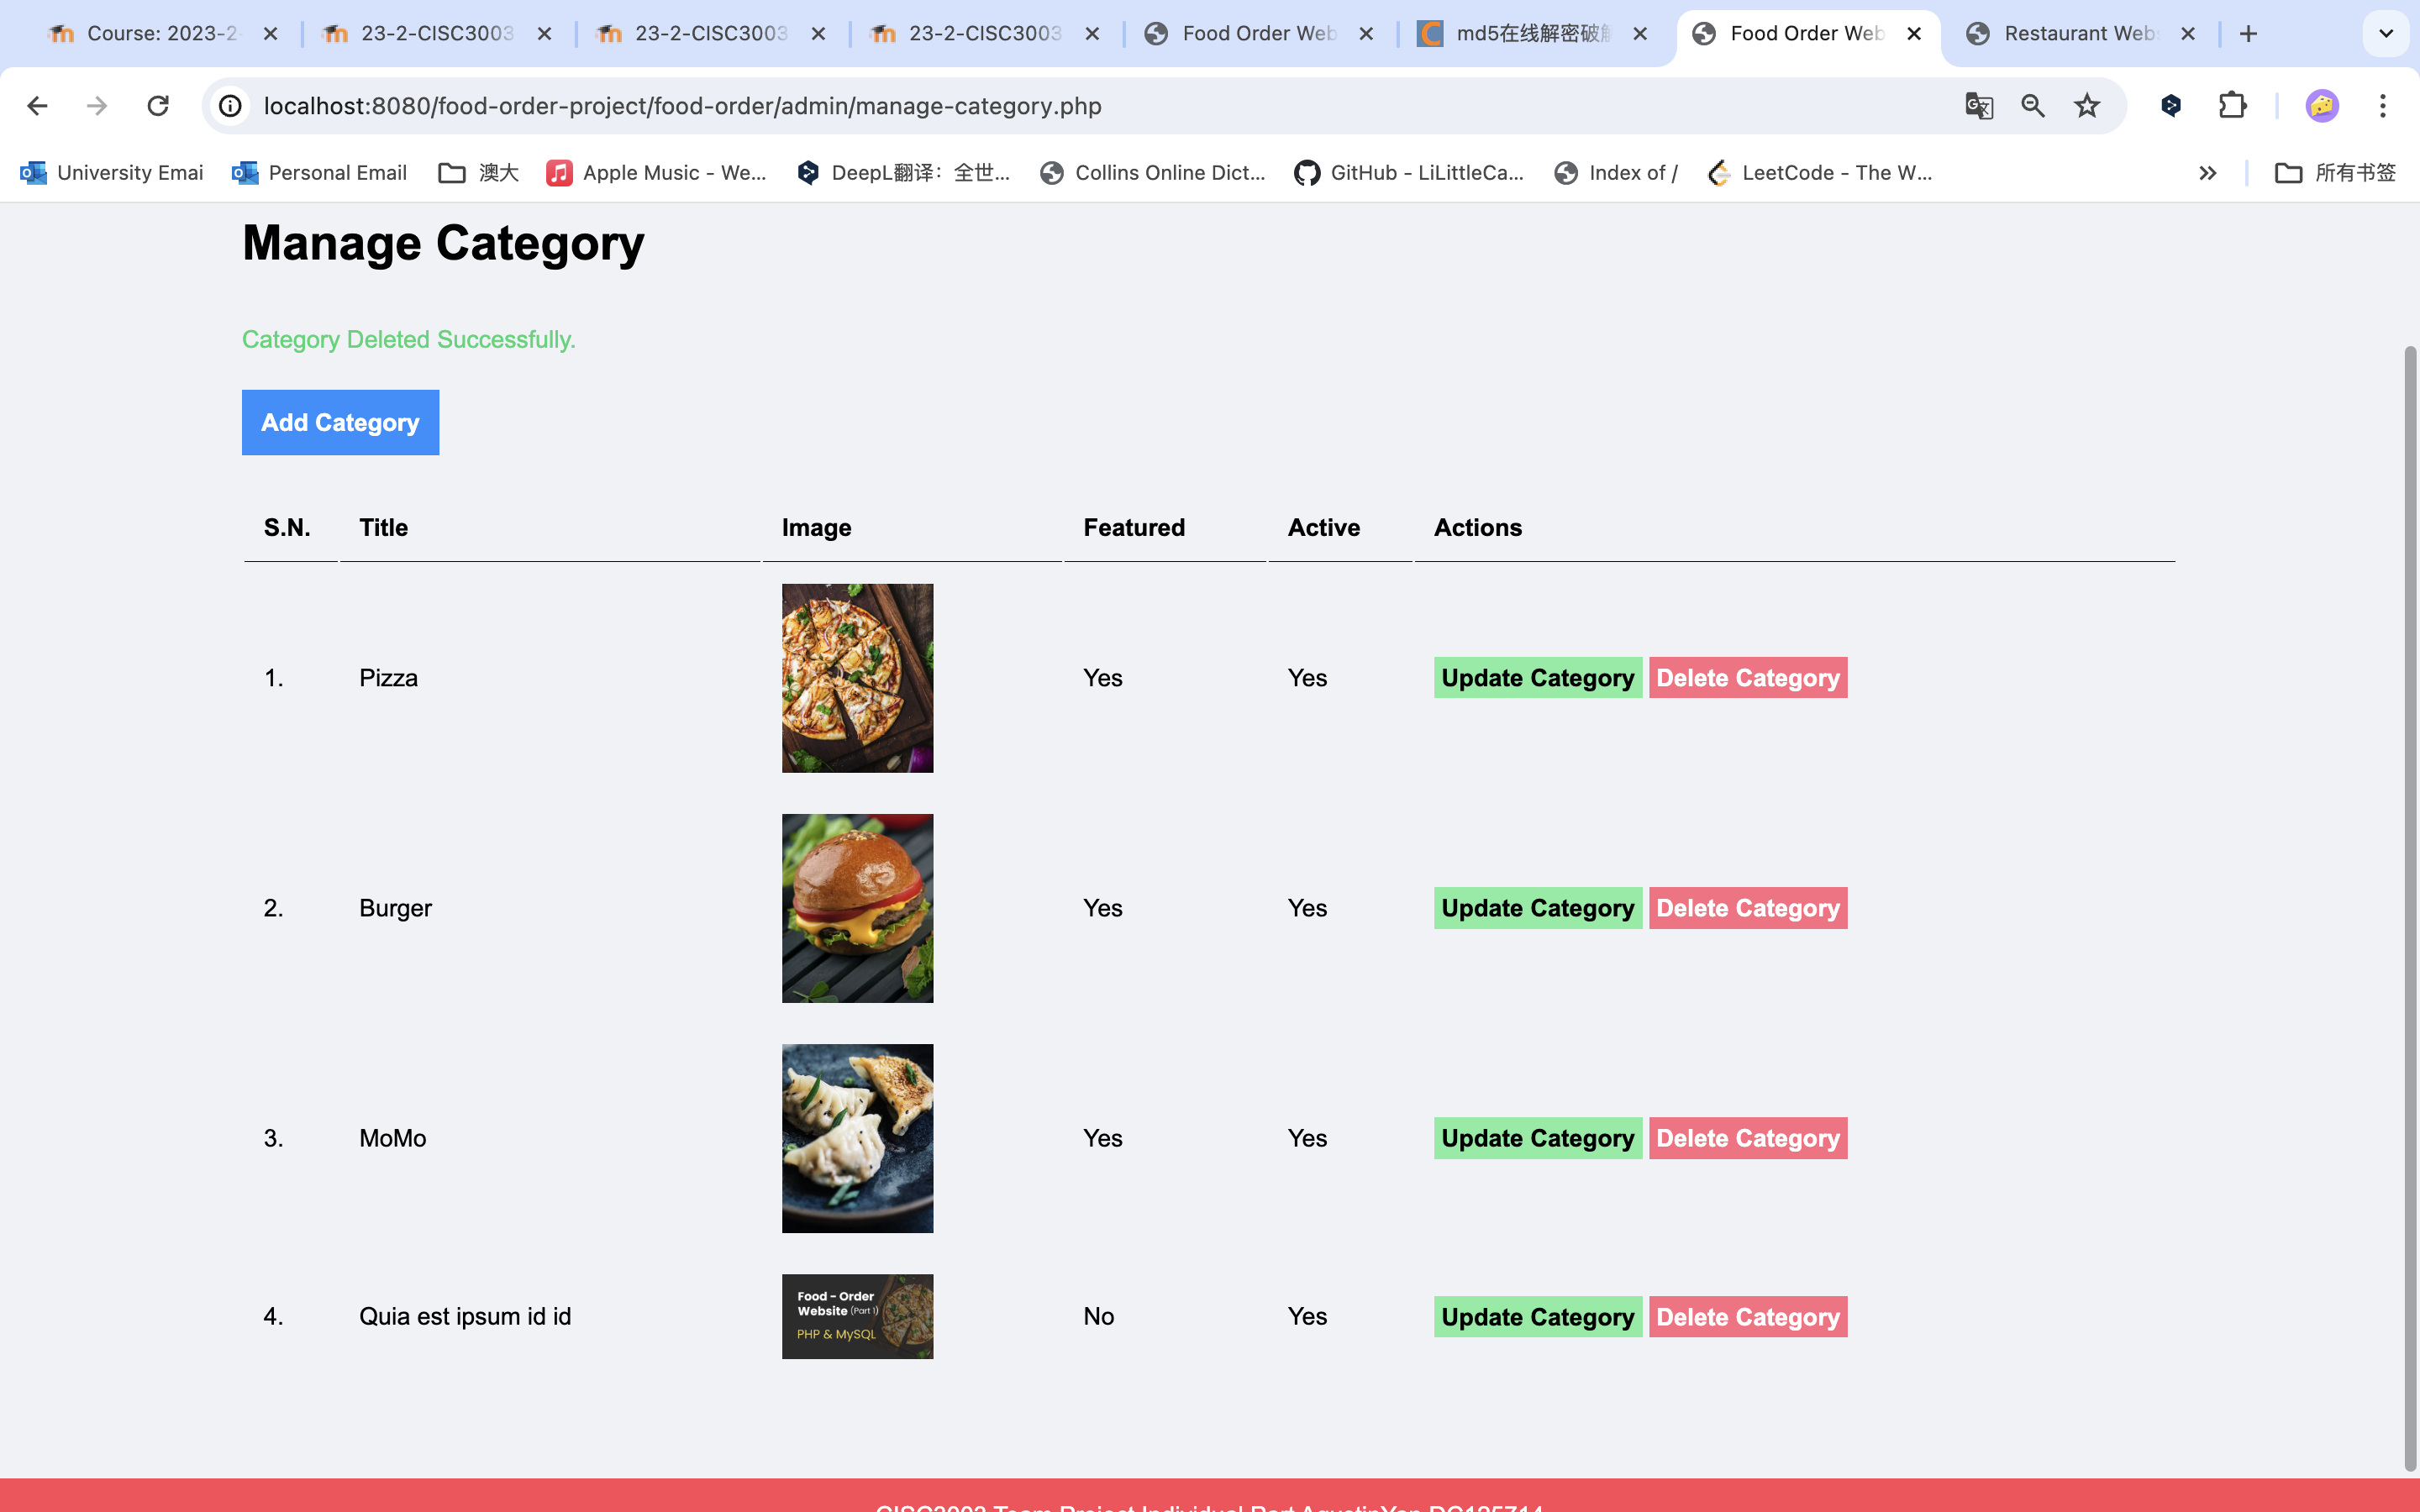 Course: 2023-2-
23-2-CISC3003
23-2-CISC3003
23-2-CISC3003
Food Order Web
md5在线解密破解
Food Order Web
Restaurant Webs
localhost:8080/food-order-project/food-order/admin/manage-category.php
University Emai
Personal Email
澳大
Apple Music - We...
DeepL翻译：全世...
Collins Online Dict...
GitHub - LiLittleCa...
Index of /
LeetCode - The W...
所有书签
Manage Category
Category Deleted Successfully.
Add Category
S.N. Title Image Featured Active Actions
1. Pizza Yes Yes Update Category Delete Category
2. Burger Yes Yes Update Category Delete Category
3. MoMo Yes Yes Update Category Delete Category
Food - Order
Website (Part 1)
PHP & MySQL
4. Quia est ipsum id id No Yes Update Category Delete Category